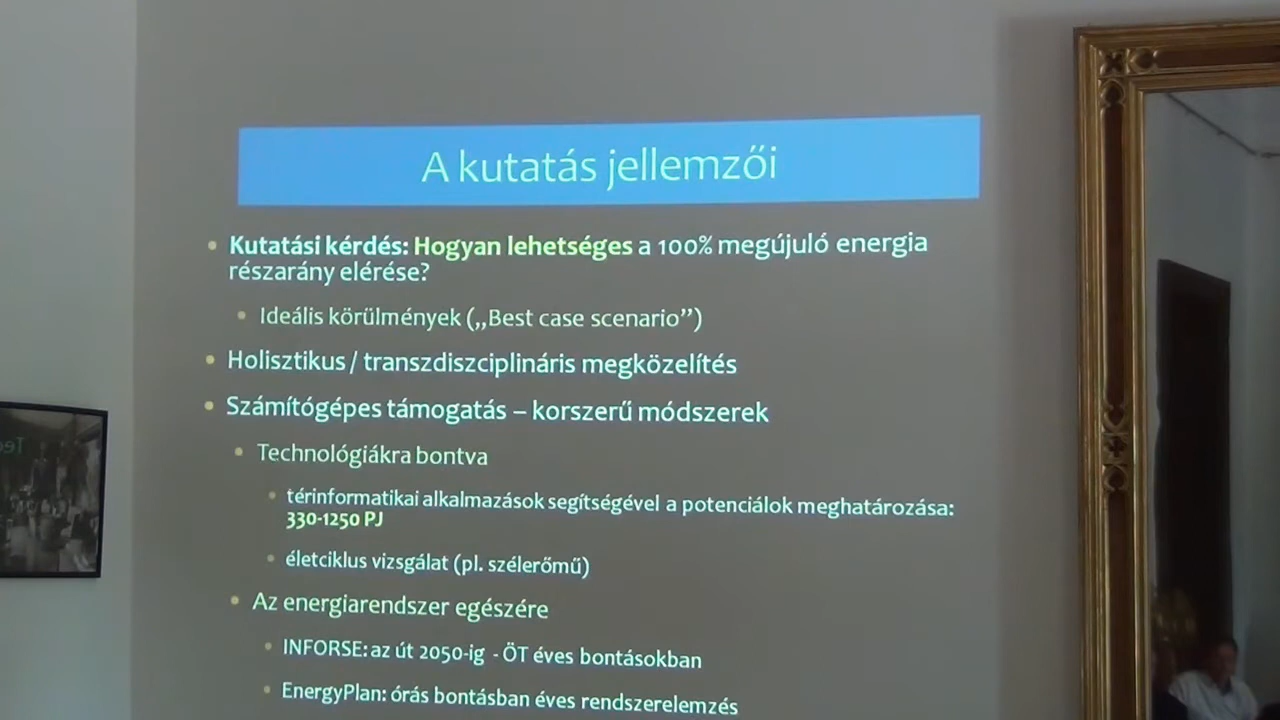 A kutatás jellemzői
• Kutatási kérdés: Hogyan lehetséges a 100% megújuló energia
részarány elérése?
• Ideális körülmények („Best case scenario”)
• Holisztikus / transzdiszciplináris megközelítés
• Számítógépes támogatás – korszerű módszerek
• Technológiákra bontva
• térinformatikai alkalmazások segítségével a potenciálok meghatározása:
330-1250 PJ
• életciklus vizsgálat (pl. szélerőmű)
• Az energiarendszer egészére
• INFORSE: az út 2050-ig - ÖT éves bontásokban
• EnergyPlan: órás bontásban éves rendszerelemzés